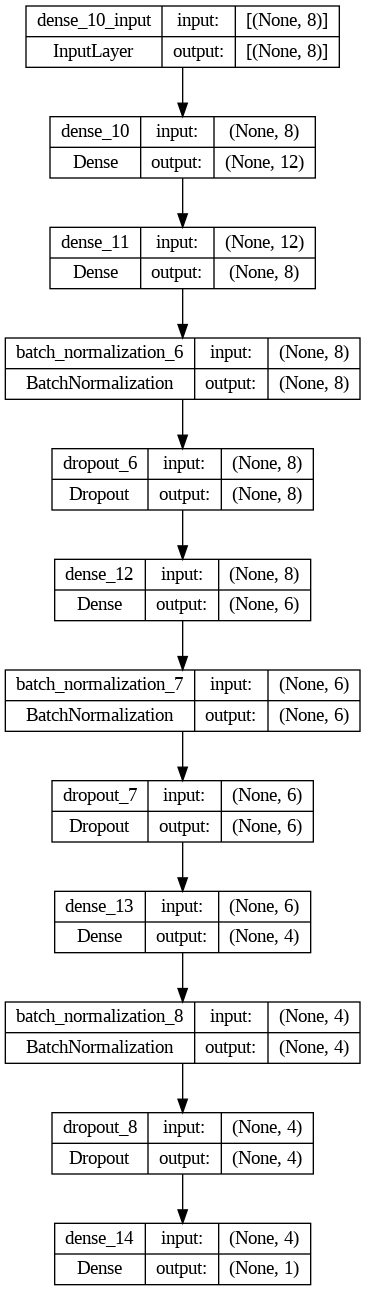 dense_10_input input: [(None, 8)]
InputLayer output: [(None, 8)]
dense_10 input: (None, 8)
Dense output: (None, 12)
dense_11 input: (None, 12)
Dense output: (None, 8)
batch_normalization_6 input: (None, 8)
BatchNormalization output: (None, 8)
dropout_6 input: (None, 8)
Dropout output: (None, 8)
dense_12 input: (None, 8)
Dense output: (None, 6)
batch_normalization_7 input: (None, 6)
BatchNormalization output: (None, 6)
dropout_7 input: (None, 6)
Dropout output: (None, 6)
dense_13 input: (None, 6)
Dense output: (None, 4)
batch_normalization_8 input: (None, 4)
BatchNormalization output: (None, 4)
dropout_8 input: (None, 4)
Dropout output: (None, 4)
dense_14 input: (None, 4)
Dense output: (None, 1)